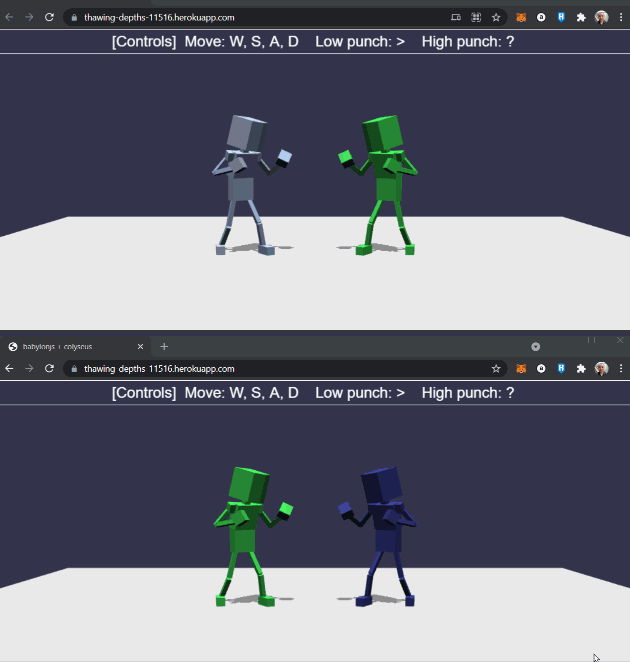 thawing-depths-11516.herokuapp.com
[Controls] Move: W, S, A, D Low punch: > High punch: ?
babylonjs + colyseus
thawing-depths-11516.herokuapp.com
[Controls] Move: W, S, A, D Low punch: > High punch: ?